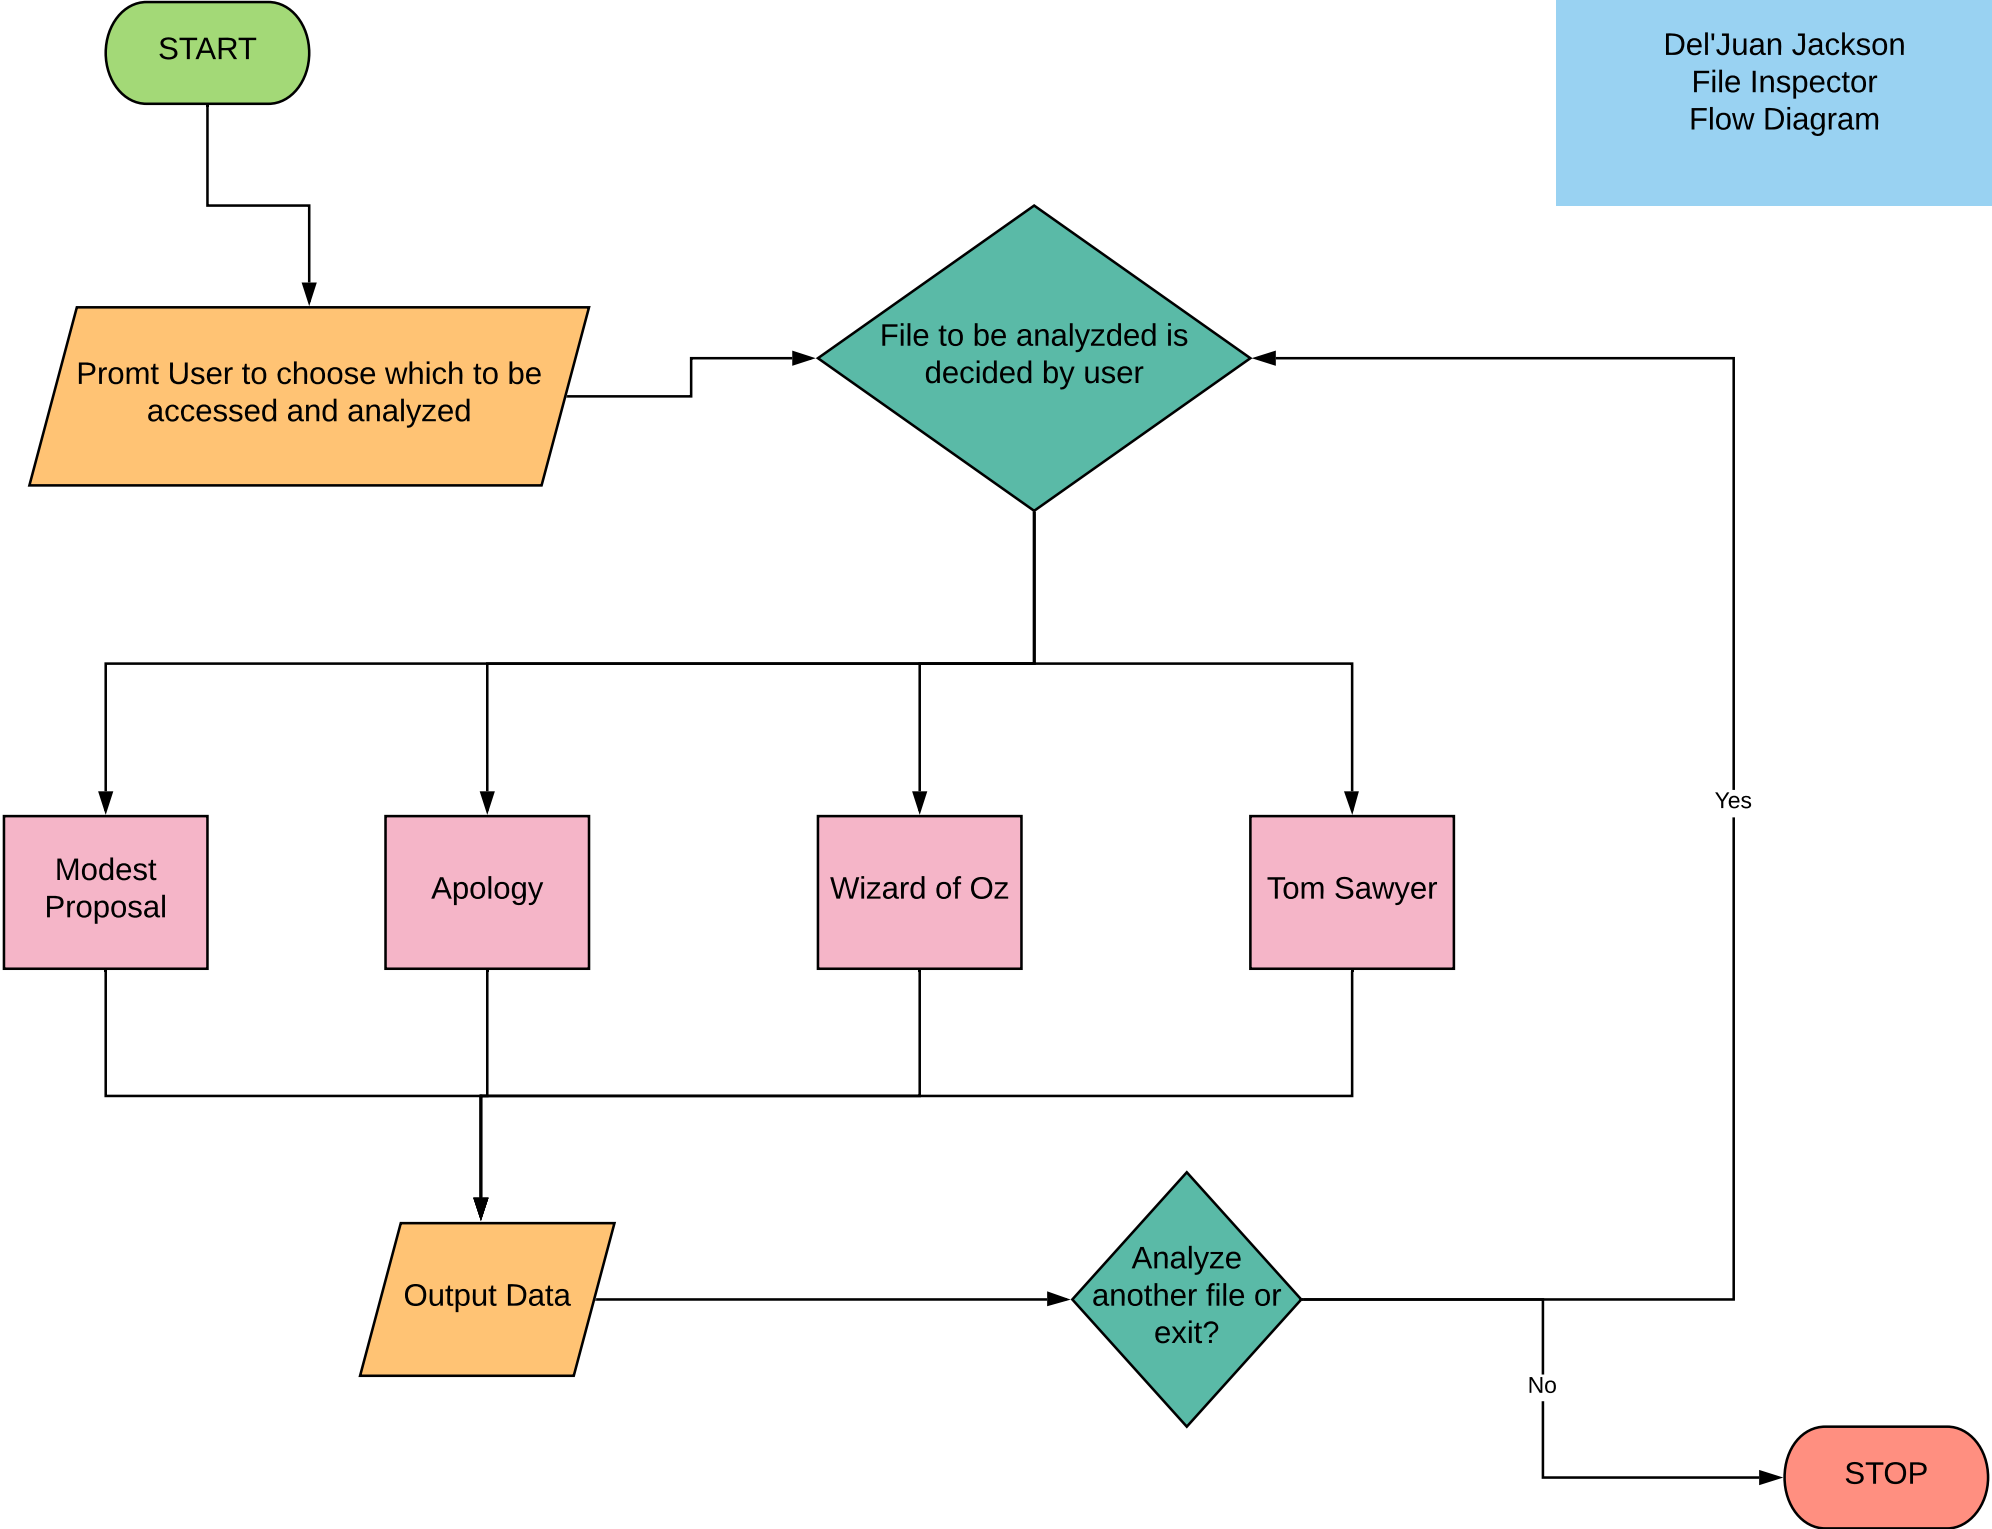 START
Del'Juan Jackson
File Inspector
Flow Diagram
Promt User to choose which to be
accessed and analyzed
File to be analyzded is
decided by user
Modest
Proposal
Apology
Wizard of Oz
Tom Sawyer
Yes
Output Data
Analyze
another file or
exit?
No
STOP